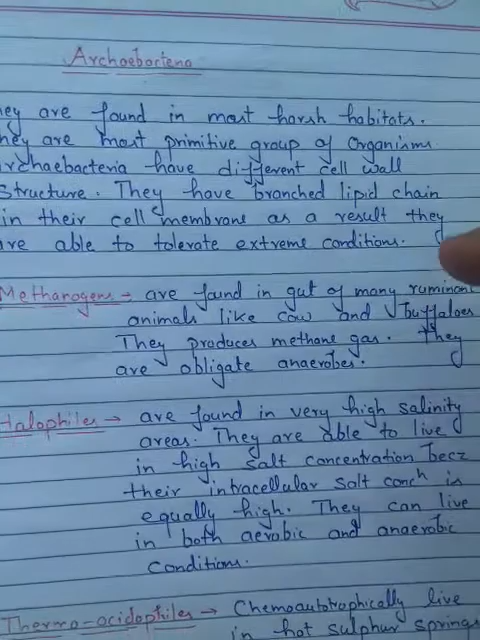 Archaebacteria
ey are found in most harsh habitats.
hey are most primitive group of Organisms
rchaebacteria have different cell wall
structure. They have branched lipid chain
in their cell membrane as a result they
are able to tolerate extreme conditions.
Methanogens → are found in gut of many ruminant
animals like cow and buffaloes
They produces methane gas. They
are obligate anaerobes.
Halophiles → are found in very high salinity
areas. They are able to live
in high salt concentration becz
their intracellular salt conc is
equally high. They can live
in both aerobic and anaerobic
Conditions.
Thermo-acidophiles → Chemoautotrophically live
in hot sulphur springs